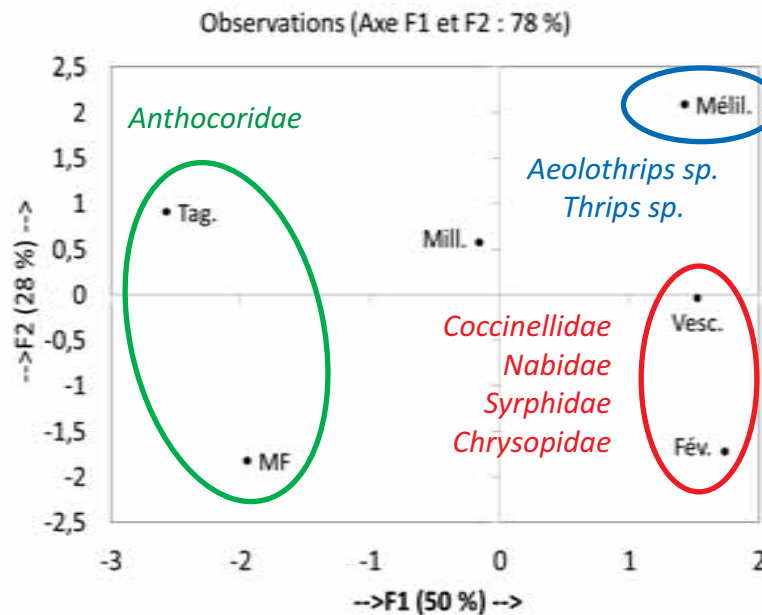 Observations (Axe F1 et F2 : 78 %)
2,5
2
1,5
1
0,5
0
-0,5
-1
-1,5
-2
-2,5
-->F2 (28 %) -->
Anthocoridae
Mélil.
Aeolothrips sp.
Thrips sp.
Tag.
Mill.
Vesc.
Coccinellidae
Nabidae
Syrphidae
Chrysopidae
Fév.
MF
-3
-2
-1
0
1
2
-->F1 (50 %) -->